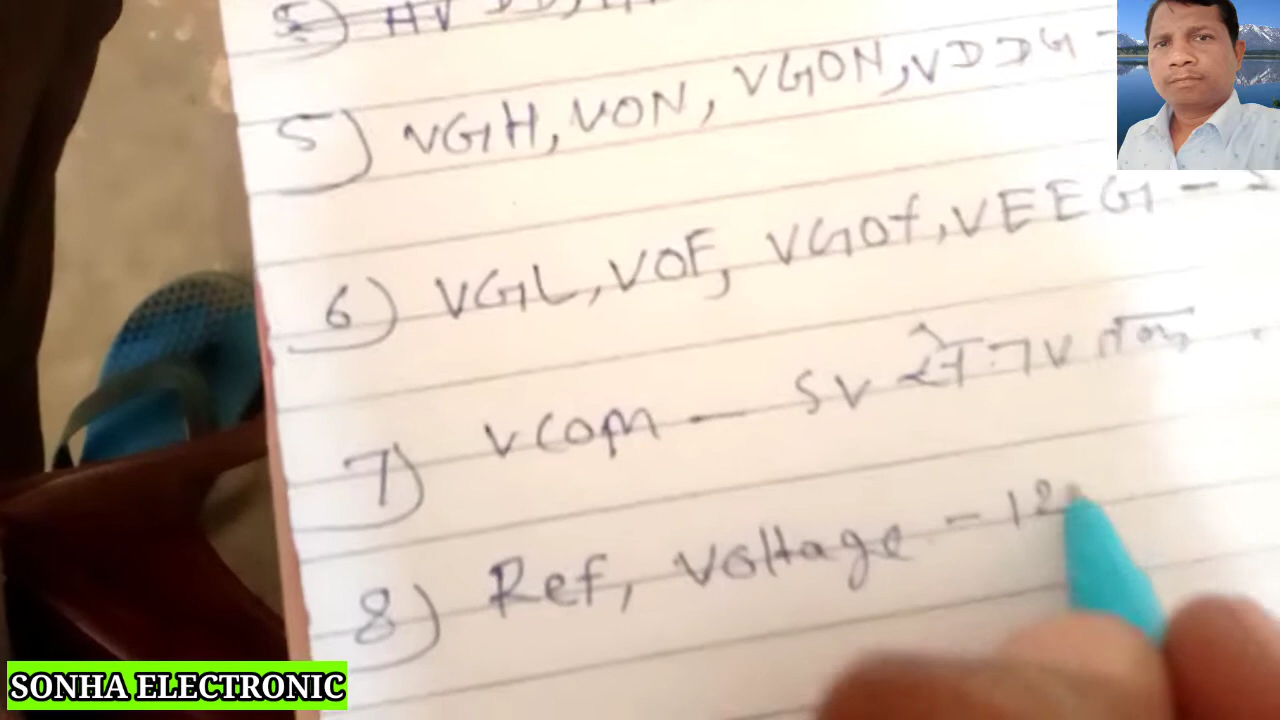 5) VGH, VON, VGON, VDDG -
6) VGL, VOF, VGOf, VEEG -
7) VCOM - 5V से 7V तक
8) Ref, Voltage - 12
SONHA ELECTRONIC